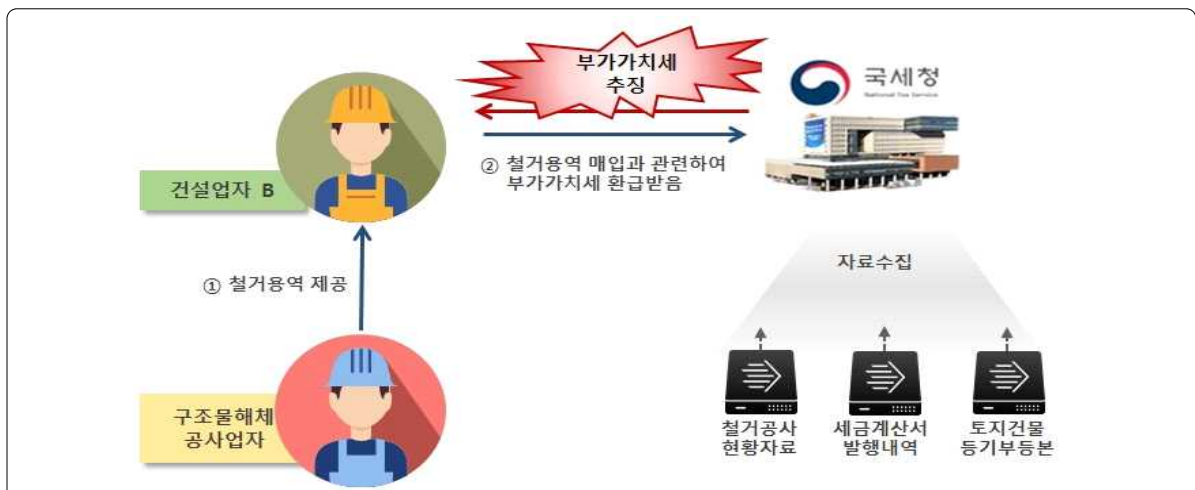 부가가치세
추징
국세청
National Tax Service
② 철거용역 매입과 관련하여
부가가치세 환급받음
건설업자 B
① 철거용역 제공
자료수집
구조물해체
공사업자
철거공사
현황자료
세금계산서
발행내역
토지건물
등기부등본